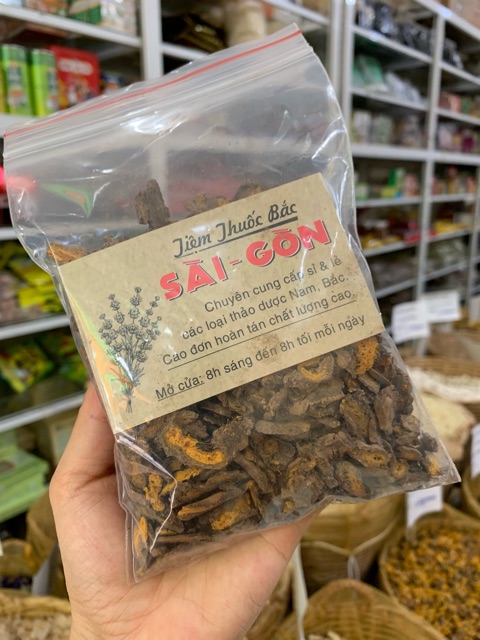 Tiệm Thuốc Bắc
SÀI-GÒN
Chuyên cung cấp sỉ & lẻ
các loại thảo dược Nam, Bắc.
Cao đơn hoàn tán chất lượng cao
Mở cửa: 8h sáng đến 8h tối mỗi ngày